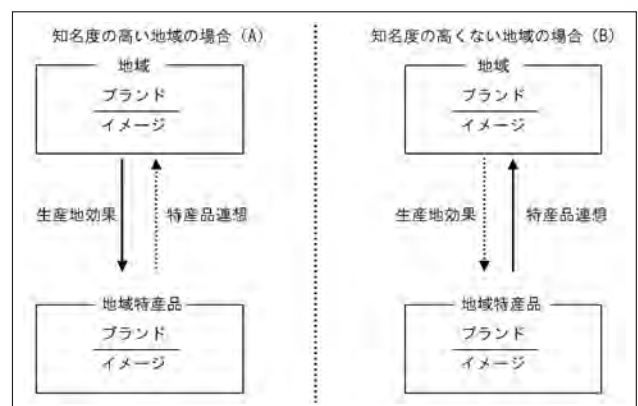 知名度の高い地域の場合（A）
地域
ブランド
イメージ
生産地効果
特産品連想
地域特産品
ブランド
イメージ
知名度の高くない地域の場合（B）
地域
ブランド
イメージ
生産地効果
特産品連想
地域特産品
ブランド
イメージ